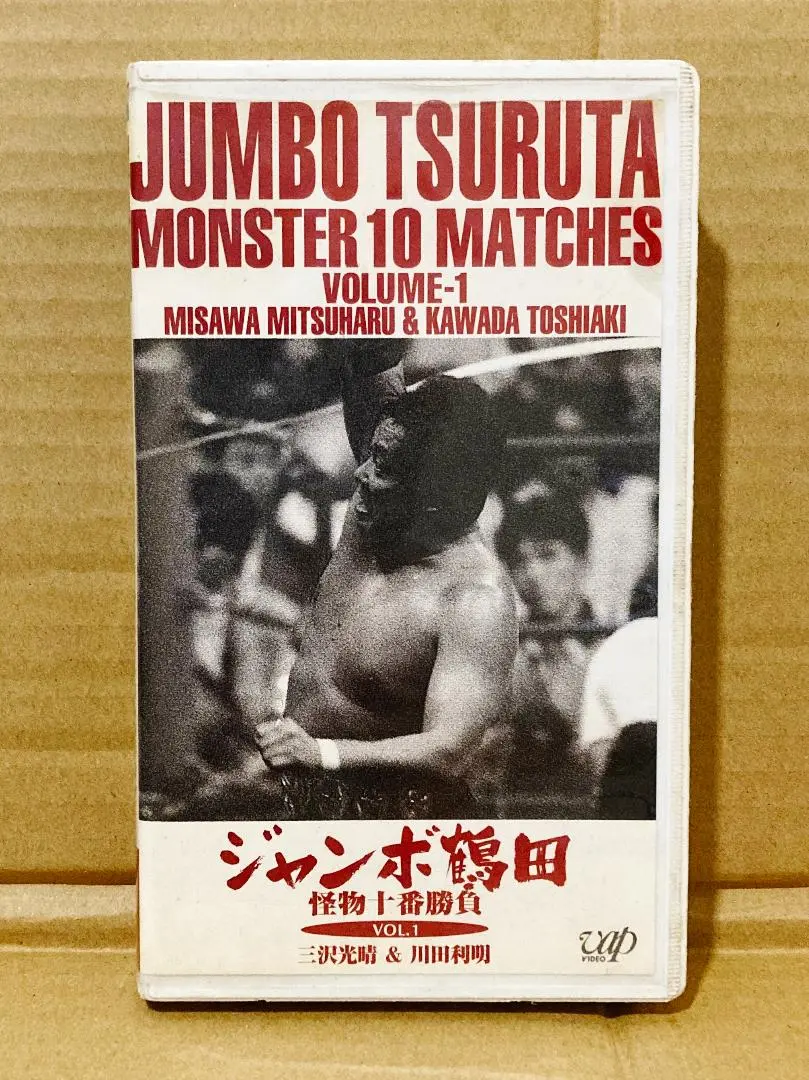 JUMBO TSURUTA
MONSTER 10 MATCHES
VOLUME-1
MISAWA MITSUHARU & KAWADA TOSHIAKI
ジャンボ鶴田
怪物十番勝負
VOL.1
三沢光晴 & 川田利明
vap
VIDEO